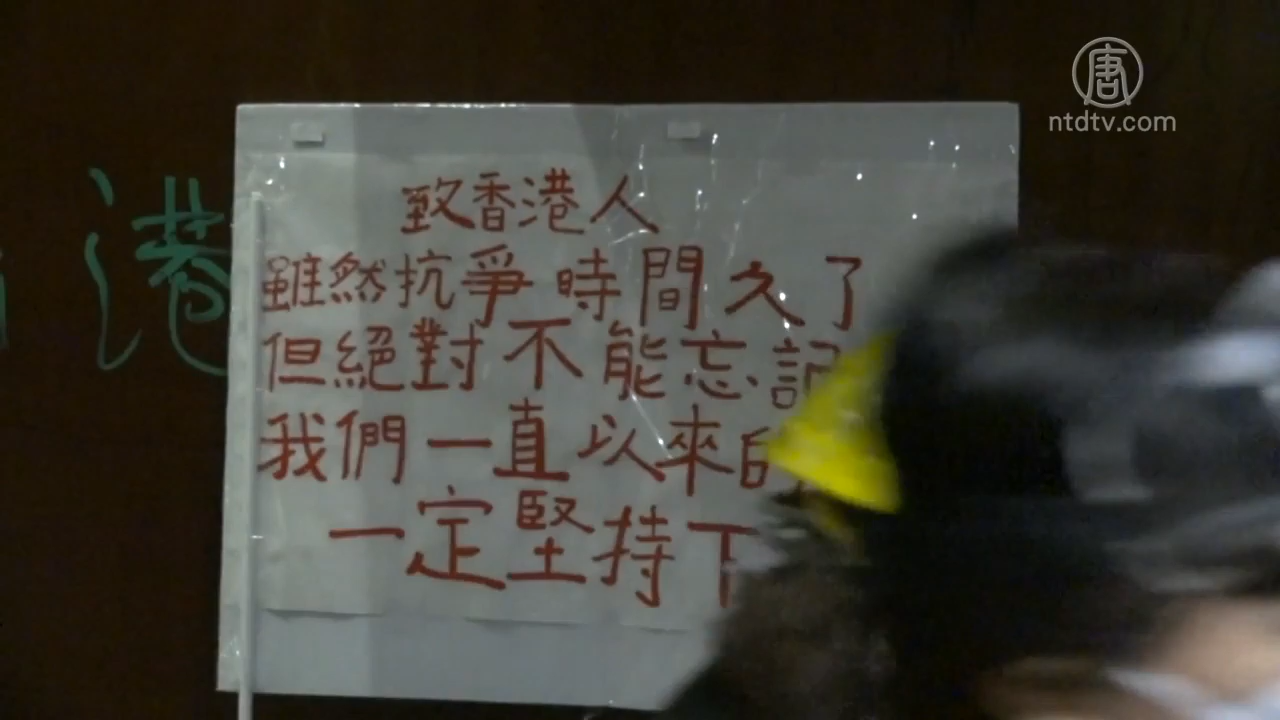 唐
ntdtv.com
港
致香港人
雖然抗爭時間久了
但絕對不能忘記
我們一直以來的
一定堅持下